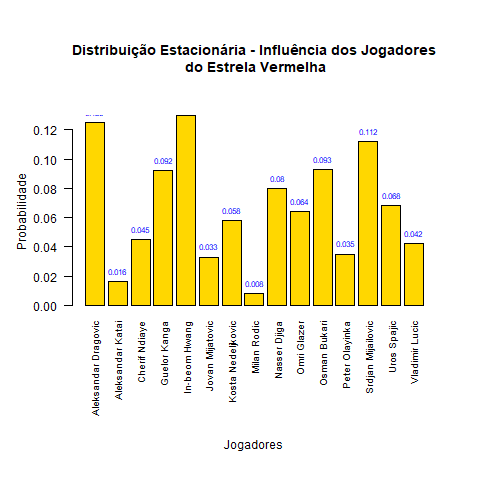 Distribuição Estacionária - Influência dos Jogadores
do Estrela Vermelha
Probabilidade
0.12
0.10
0.08
0.06
0.04
0.02
0.00
0.016
0.045
0.092
0.033
0.058
0.008
0.08
0.064
0.093
0.035
0.112
0.068
0.042
Aleksandar Dragovic
Aleksandar Katai
Cherif Ndiaye
Guelor Kanga
In-beom Hwang
Jovan Mijatovic
Kosta Nedeljkovic
Milan Rodic
Nasser Djiga
Omri Glazer
Osman Bukari
Peter Olayinka
Srdjan Mijailovic
Uros Spajic
Vladimir Lucic
Jogadores